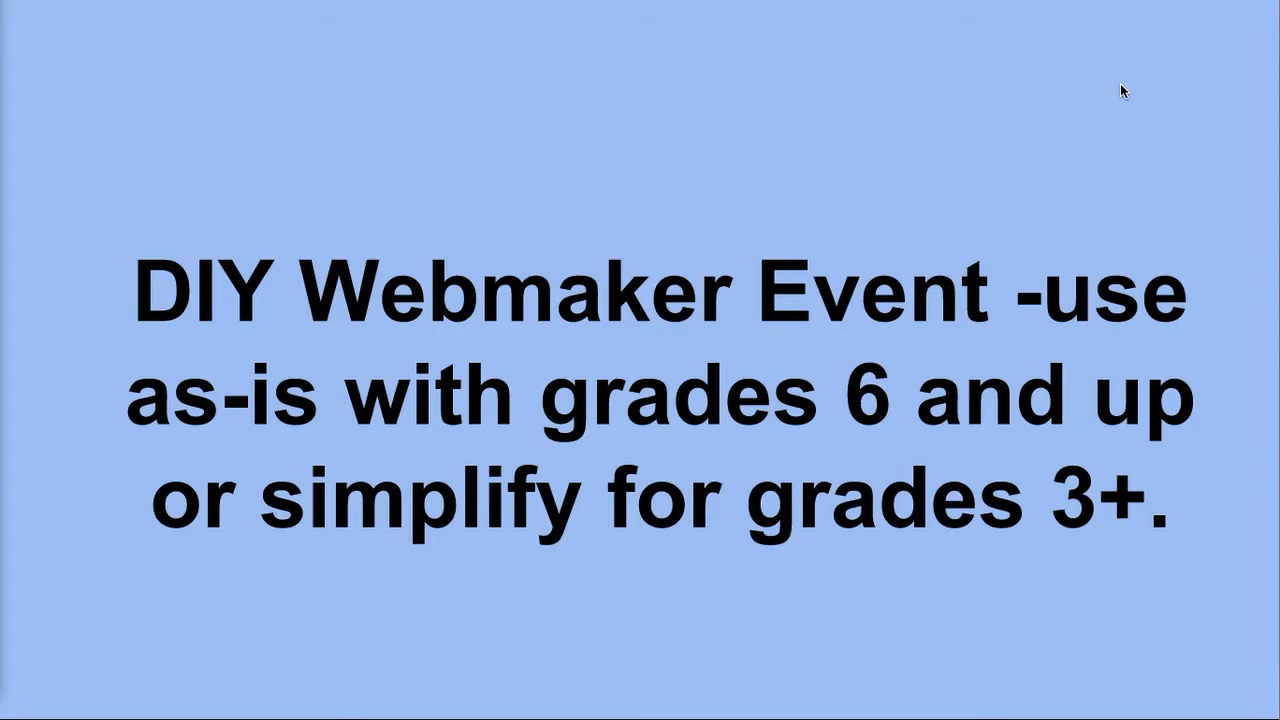 DIY Webmaker Event -use
as-is with grades 6 and up
or simplify for grades 3+.